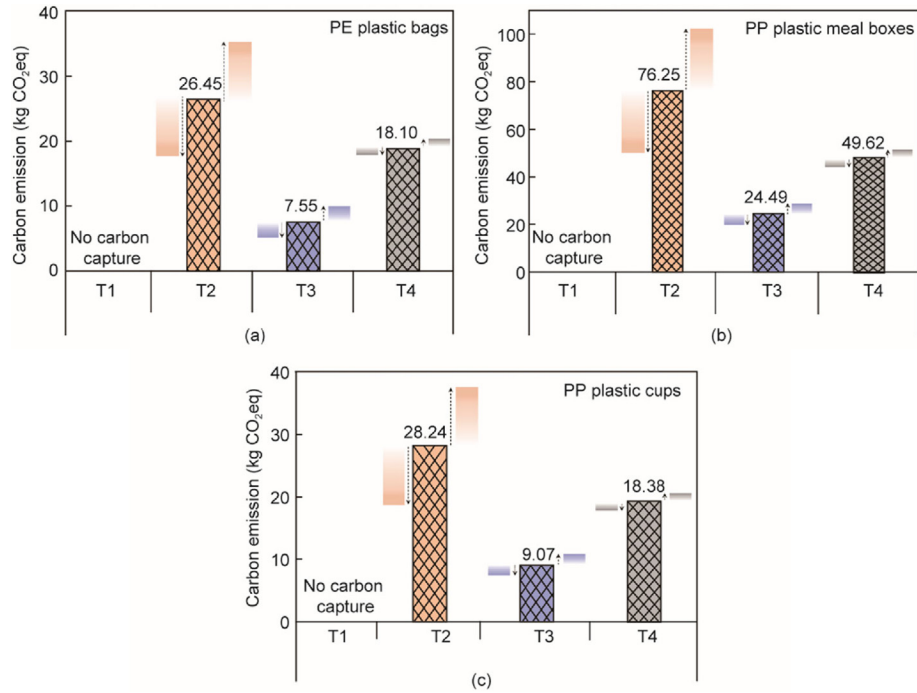 PE plastic bags
Carbon emission (kg CO₂eq)
40
30
20
10
0
26.45
7.55
18.10
No carbon
capture
T1
T2
T3
T4
(a)
PP plastic meal boxes
Carbon emission (kg CO₂eq)
100
80
60
40
20
0
76.25
24.49
49.62
No carbon
capture
T1
T2
T3
T4
(b)
PP plastic cups
Carbon emission (kg CO₂eq)
40
30
20
10
0
28.24
9.07
18.38
No carbon
capture
T1
T2
T3
T4
(c)